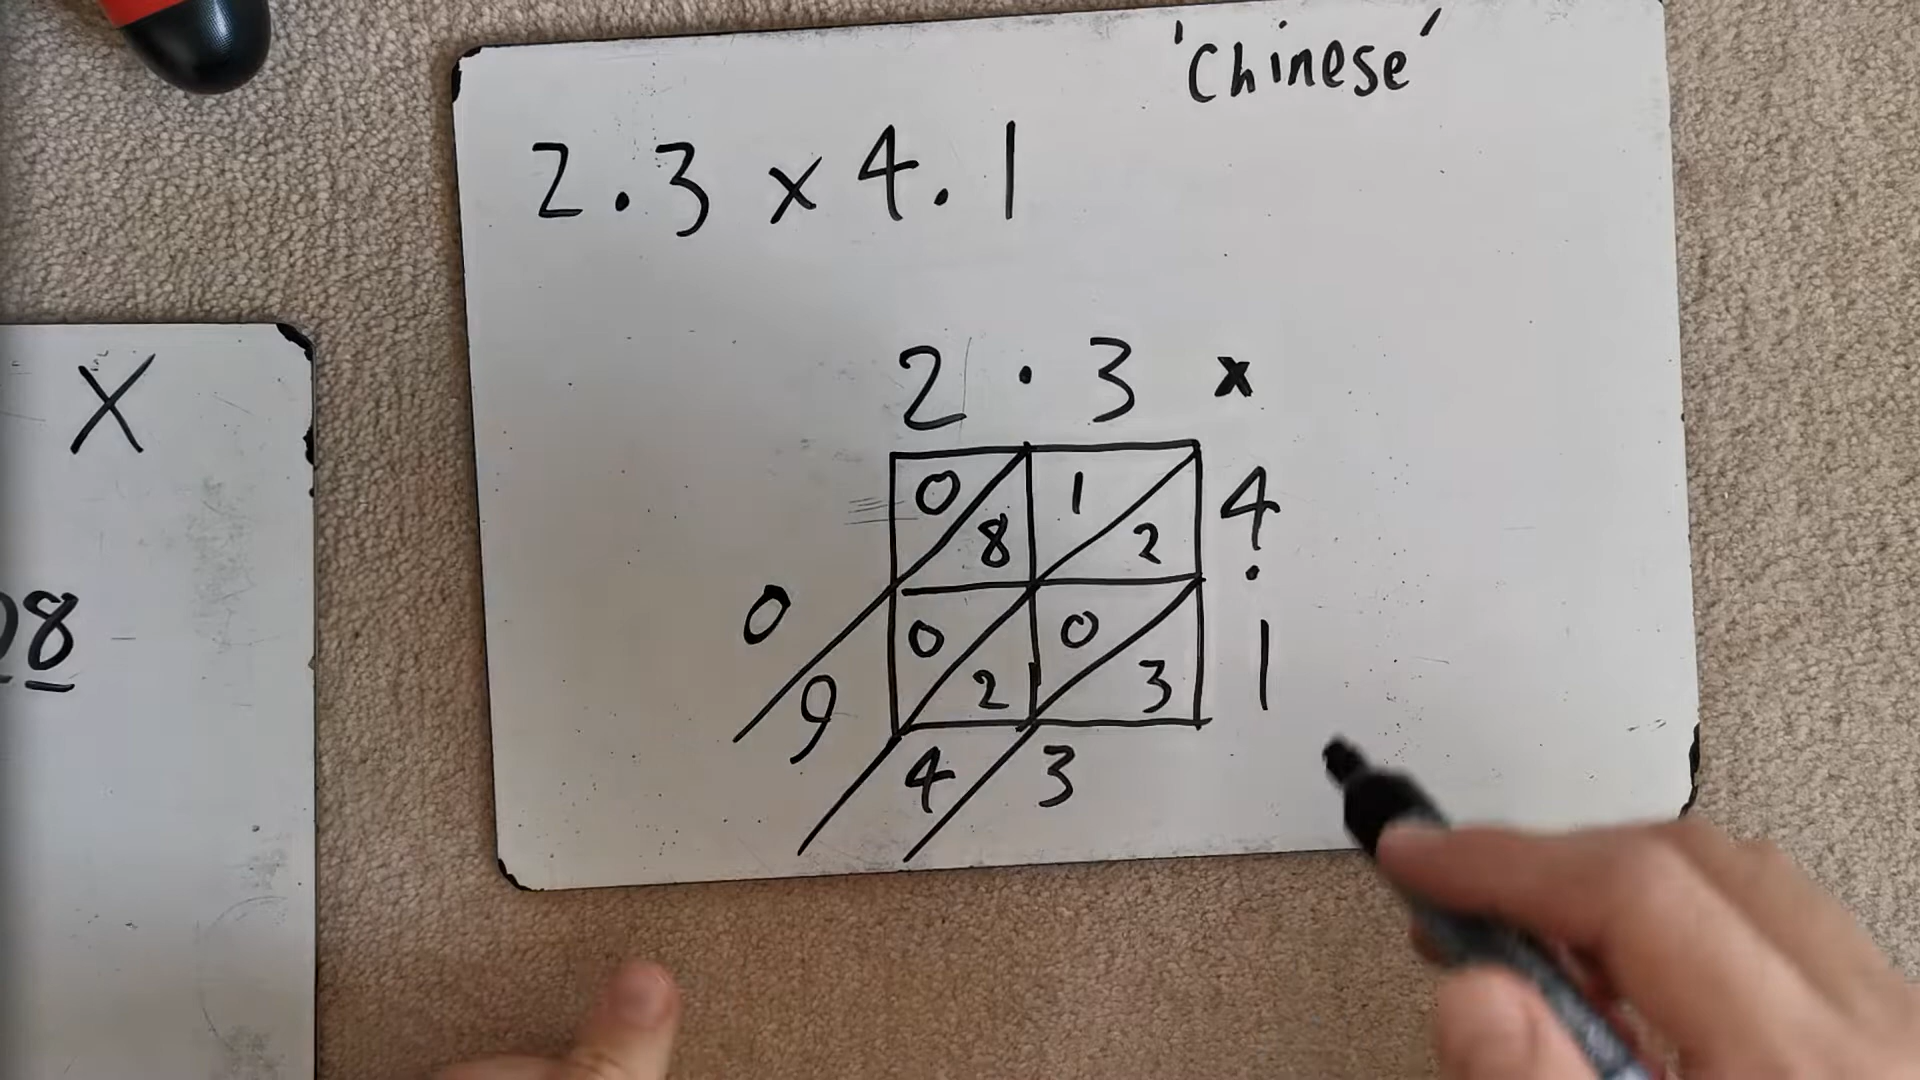 'Chinese'
2.3 x 4.1
2 . 3 x
0 8 1 2 4
.
0 2 0 3 1
0 9 4 3
X
8